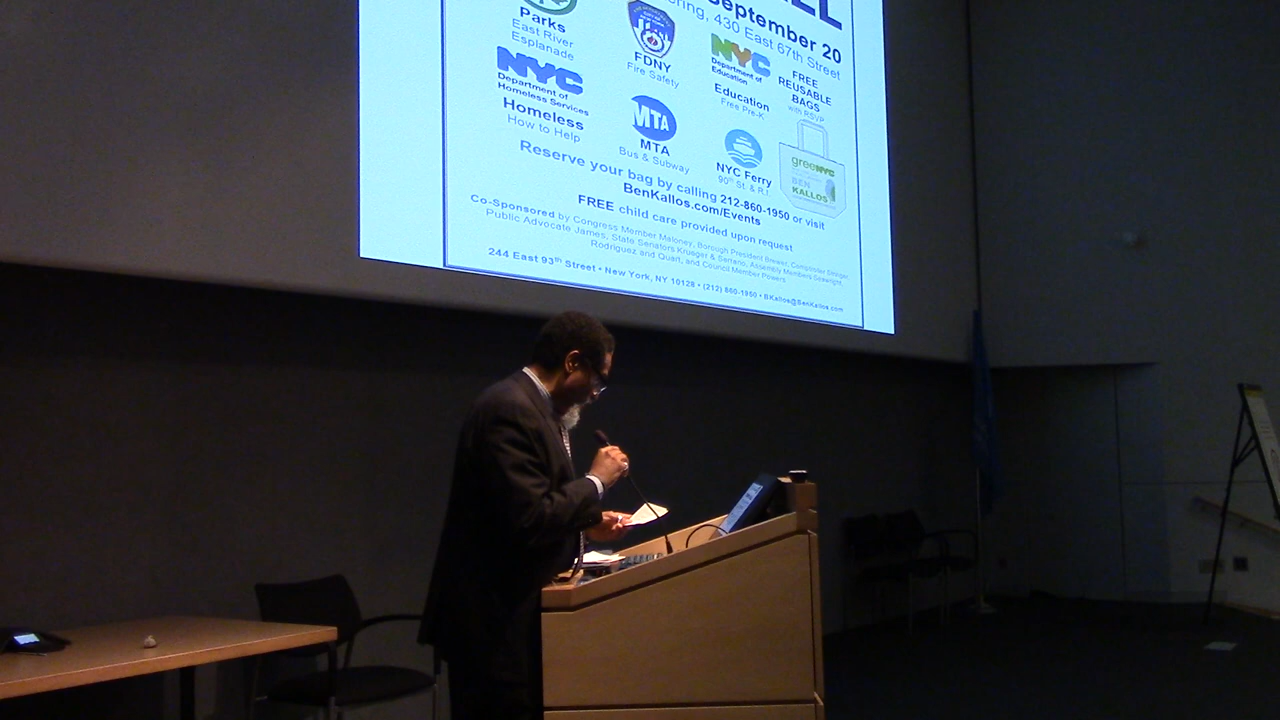 September 20
430 East 67th Street
Parks
East River
Esplanade
FDNY
Fire Safety
NYC
Department of
Education
Education
Free Pre-K
FREE
REUSABLE
BAGS
with RSVP
NYC
Department of
Homeless Services
Homeless
How to Help
MTA
MTA
Bus & Subway
NYC Ferry
90th St. & R.I.
greeNYC
BEN
KALLOS
Reserve your bag by calling 212-860-1950 or visit
BenKallos.com/Events
FREE child care provided upon request
Co-Sponsored by Congress Member Maloney, Borough President Brewer, Comptroller Stringer,
Public Advocate James, State Senators Krueger & Serrano, Assembly Members Seawright,
Rodriguez and Quart, and Council Member Powers
244 East 93th Street • New York, NY 10128 • (212) 860-1950 • BKallos@BenKallos.com